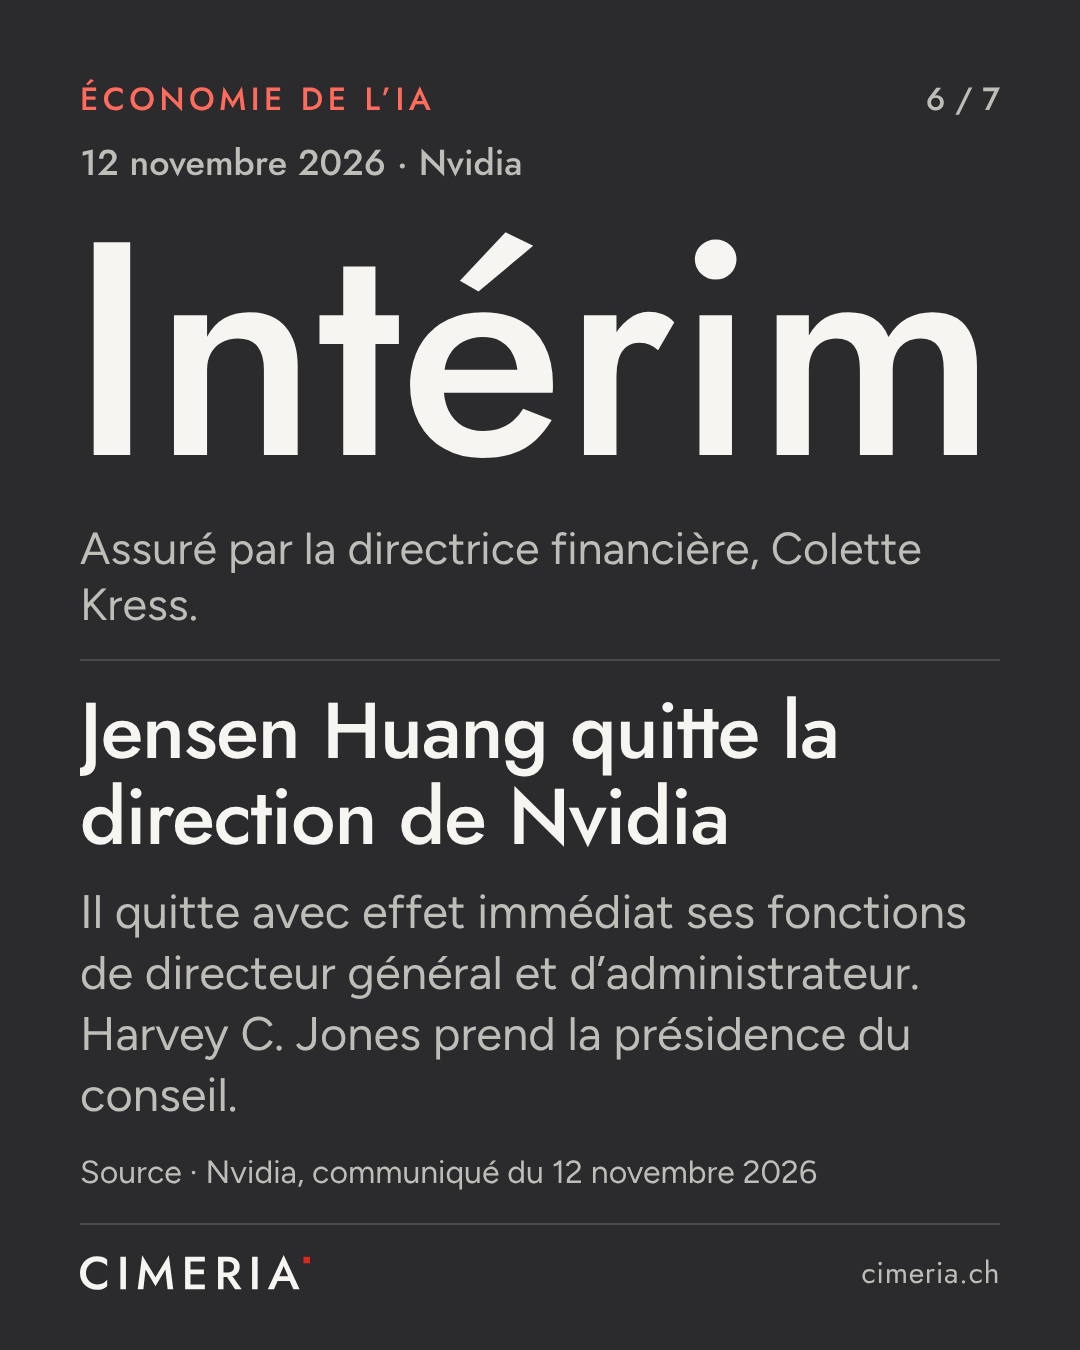 ÉCONOMIE DE L’IA
6 / 7
12 novembre 2026 · Nvidia
Intérim
Assuré par la directrice financière, Colette
Kress.
Jensen Huang quitte la
direction de Nvidia
Il quitte avec effet immédiat ses fonctions
de directeur général et d’administrateur.
Harvey C. Jones prend la présidence du
conseil.
Source · Nvidia, communiqué du 12 novembre 2026
CIMERIA
cimeria.ch